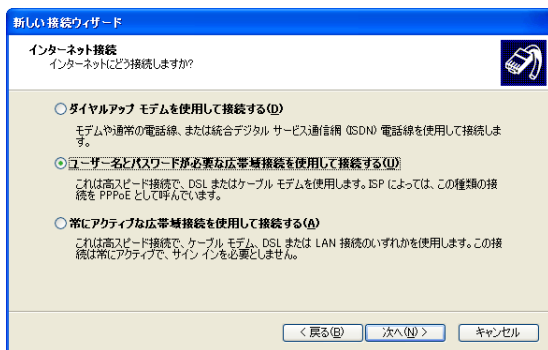 新しい接続ウィザード
インターネット接続
インターネットにどう接続しますか?
ダイヤルアップ モデムを使用して接続する(D)
モデムや通常の電話線、または統合デジタル サービス通信網 (ISDN) 電話線を使用して接続しま
す。
ユーザー名とパスワードが必要な広帯域接続を使用して接続する(U)
これは高スピード接続で、DSL またはケーブル モデムを使用します。ISP によっては、この種類の接
続を PPPoE として呼んでいます。
常にアクティブな広帯域接続を使用して接続する(A)
これは高スピード接続で、ケーブル モデム、DSL または LAN 接続のいずれかを使用します。この接
続は常にアクティブで、サイン インを必要としません。
< 戻る(B) 次へ(N) > キャンセル